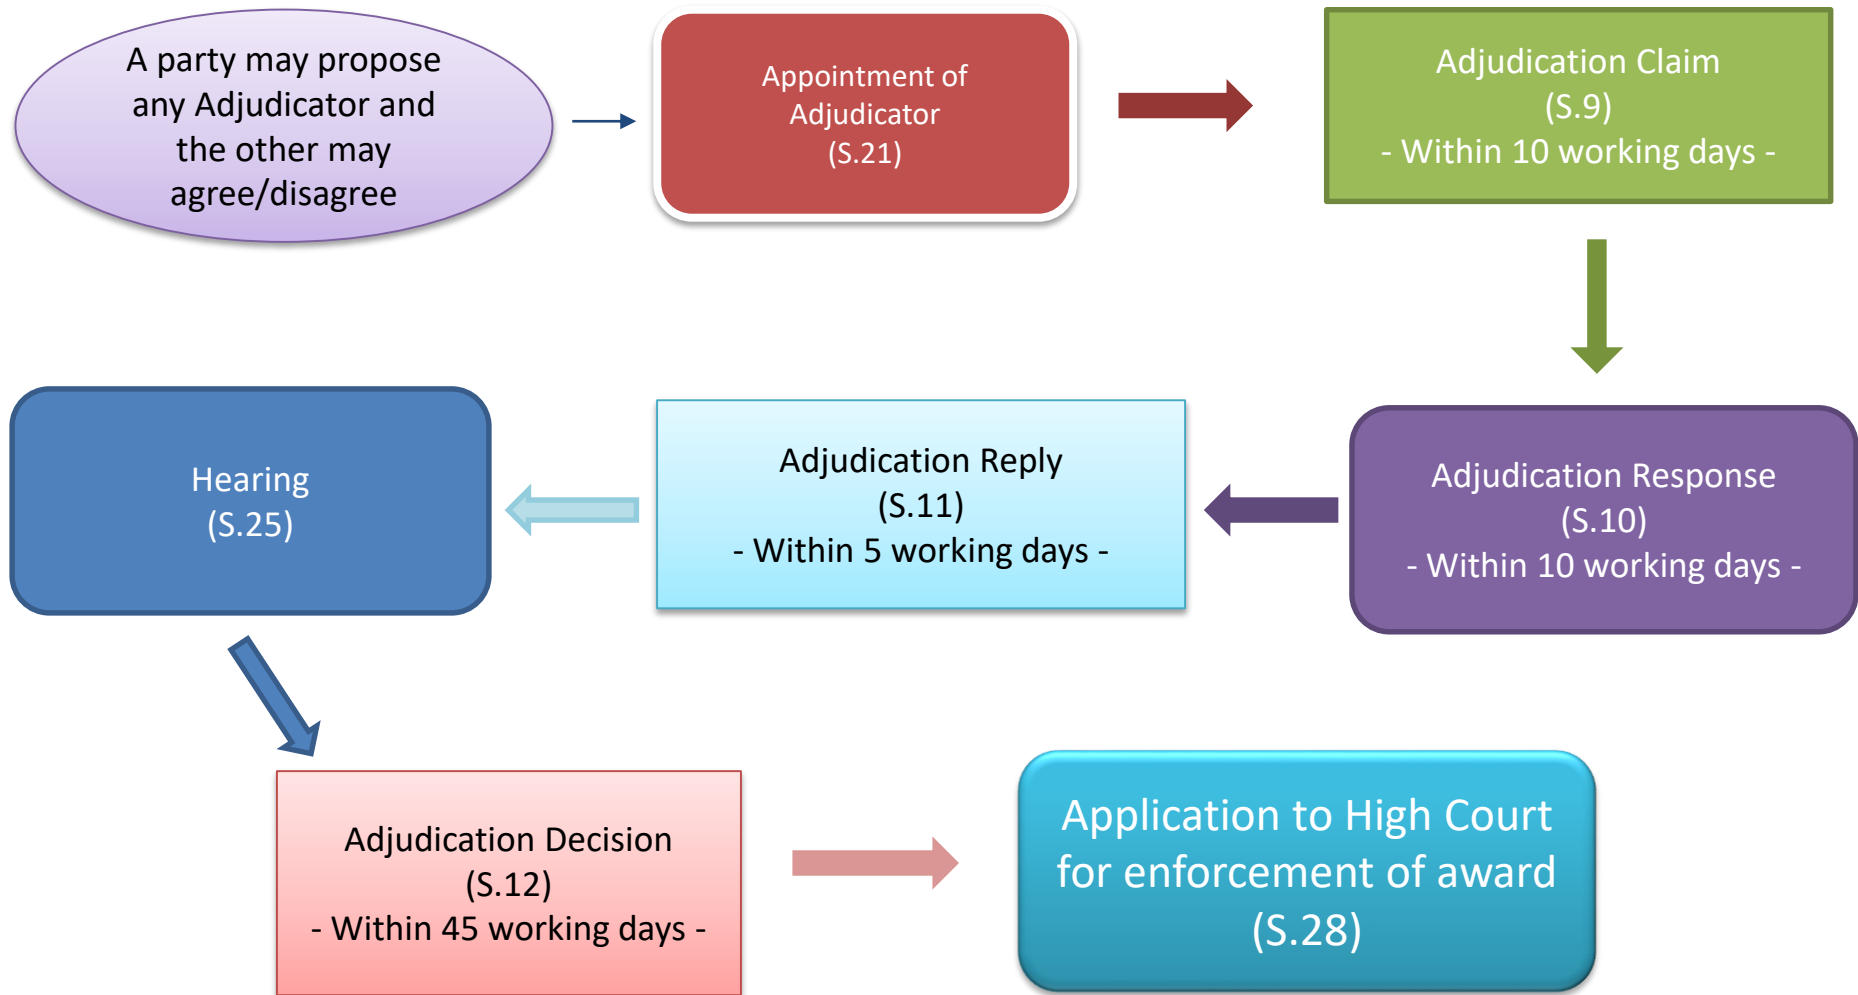 A party may propose
any Adjudicator and
the other may
agree/disagree
Appointment of
Adjudicator
(S.21)
Adjudication Claim
(S.9)
- Within 10 working days -
Adjudication Response
(S.10)
- Within 10 working days -
Adjudication Reply
(S.11)
- Within 5 working days -
Hearing
(S.25)
Adjudication Decision
(S.12)
- Within 45 working days -
Application to High Court
for enforcement of award
(S.28)